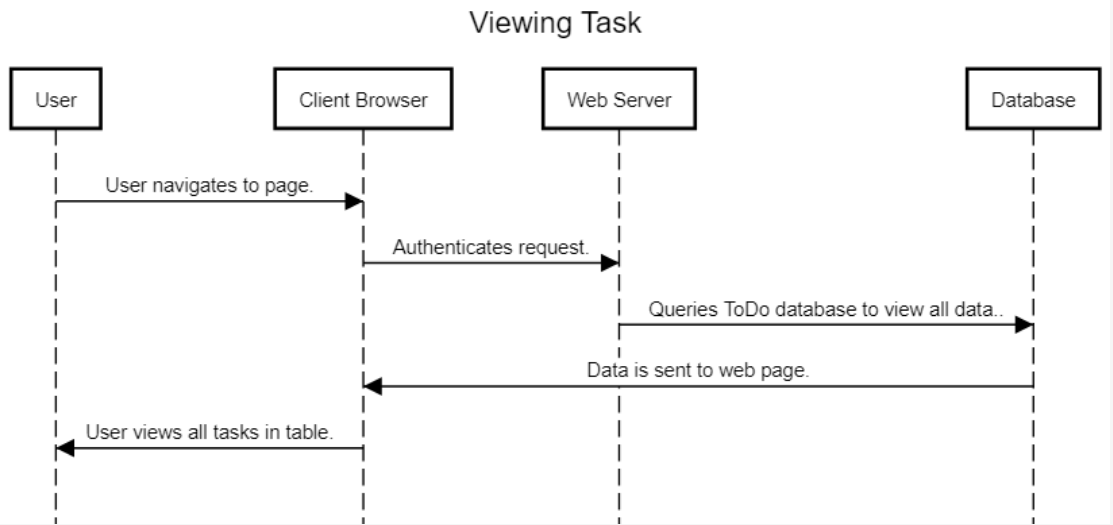 Viewing Task
User
Client Browser
Web Server
Database
User navigates to page.
Authenticates request.
Queries ToDo database to view all data..
Data is sent to web page.
User views all tasks in table.